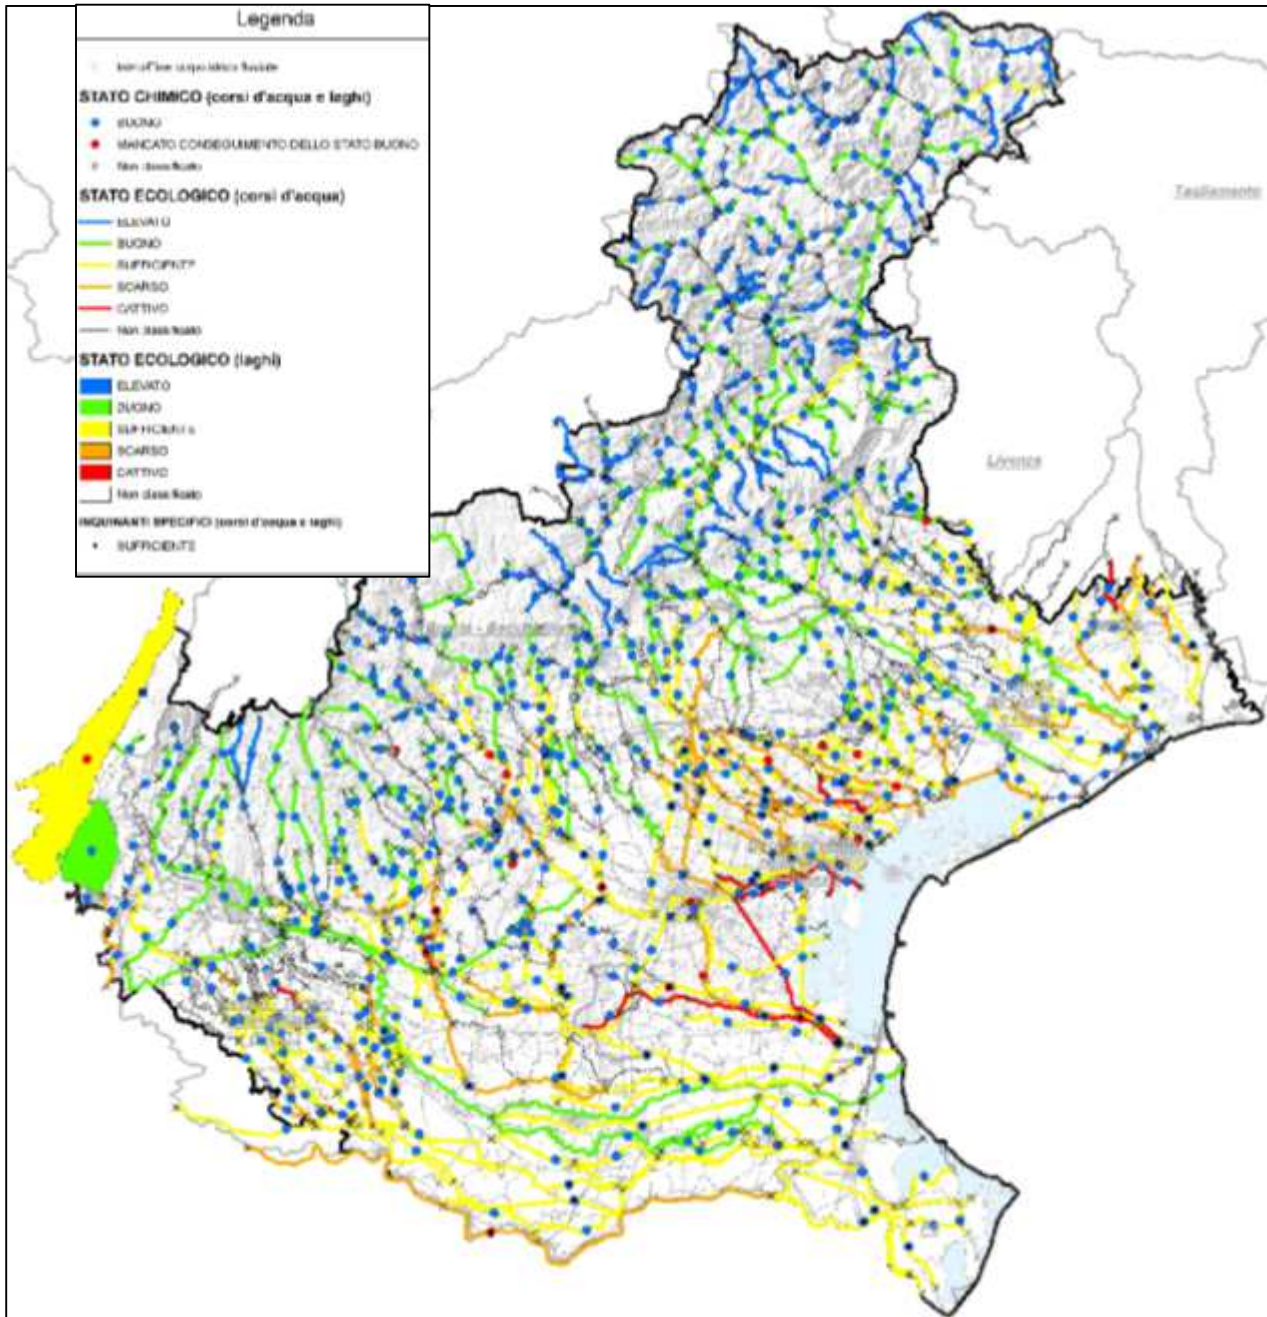 Legenda
STATO CHIMICO (corsi d'acqua e laghi)
BUONO
MANCATO CONSEGUIMENTO DELLO STATO BUONO
Non classificato
STATO ECOLOGICO (corsi d'acqua)
ELEVATO
BUONO
SUFFICIENTE
SCARSO
CATTIVO
Non classificato
STATO ECOLOGICO (laghi)
ELEVATO
BUONO
SUFFICIENTE
SCARSO
CATTIVO
Non classificato
INQUINANTI SPECIFICI (corsi d'acqua e laghi)
SUFFICIENTE
Tagliamento
Livenza